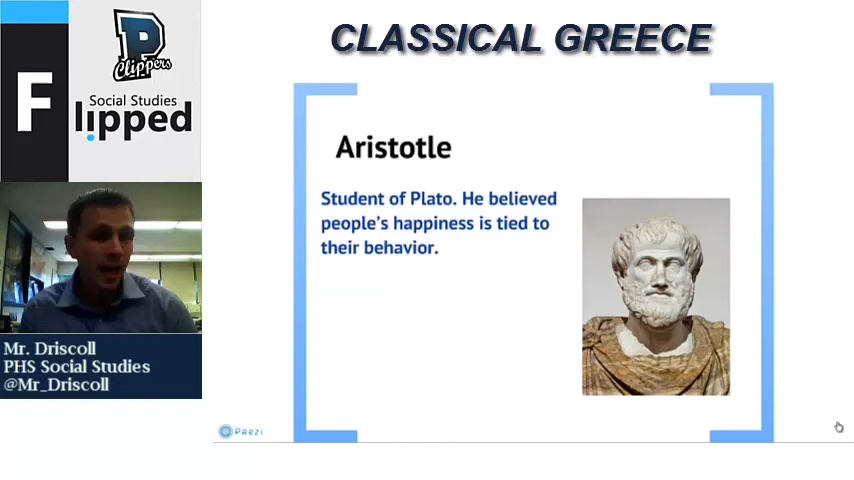 CLASSICAL GREECE
P
Clippers
F
Social Studies
lipped
Aristotle
Student of Plato. He believed
people's happiness is tied to
their behavior.
Mr. Driscoll
PHS Social Studies
@Mr_Driscoll
Prezi